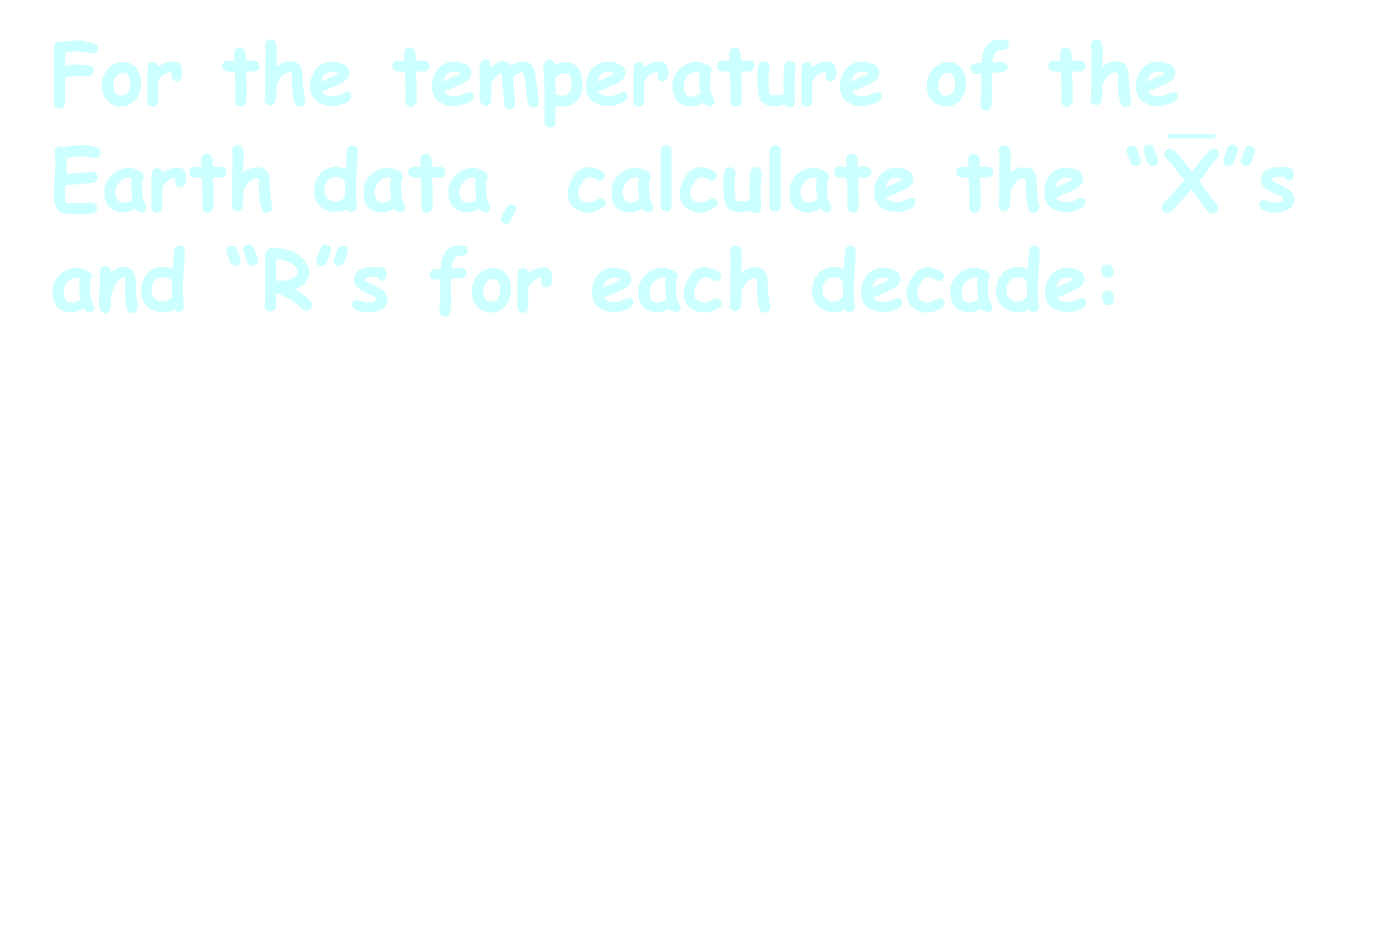 For the temperature of the
Earth data, calculate the “X̅”s
and “R”s for each decade: